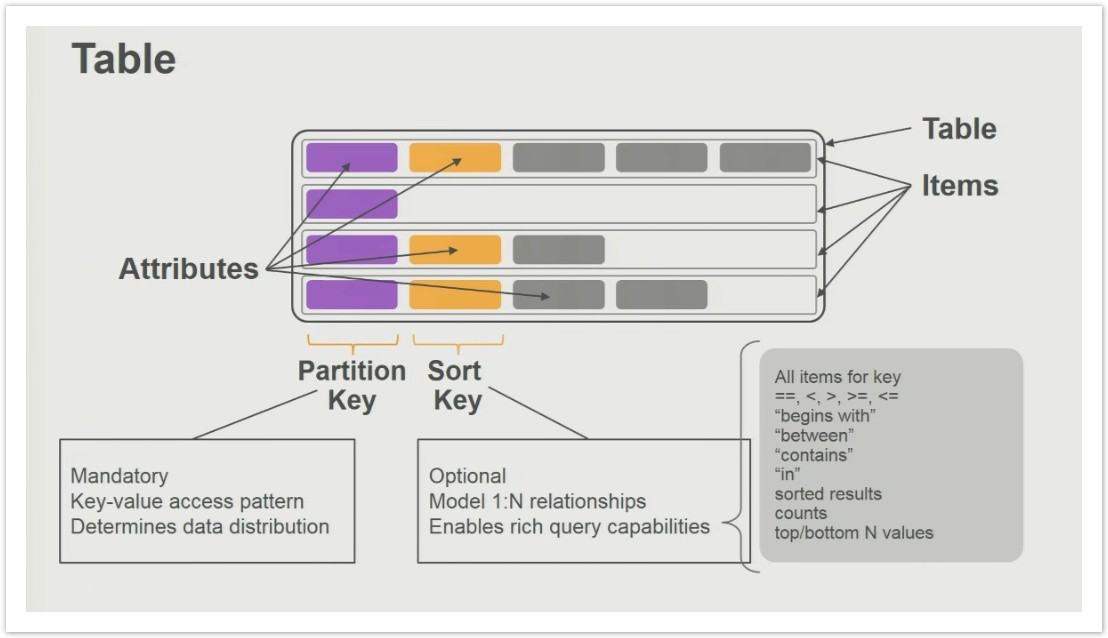 Table
Table
Items
Attributes
Partition
Key
Sort
Key
Mandatory
Key-value access pattern
Determines data distribution
Optional
Model 1:N relationships
Enables rich query capabilities
All items for key
==, <, >, >=, <=
“begins with”
“between”
“contains”
“in”
sorted results
counts
top/bottom N values